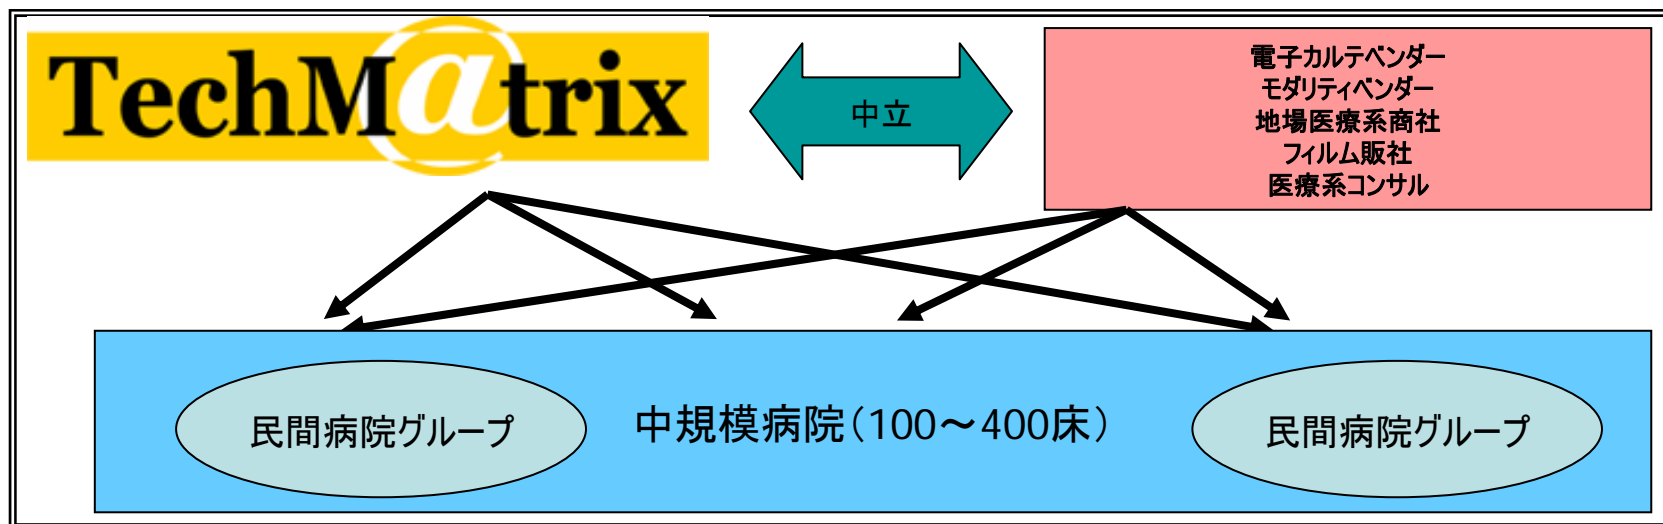 TechM@trix
中立
電子カルテベンダー
モダリティベンダー
地場医療系商社
フィルム販社
医療系コンサル
民間病院グループ
中規模病院（100～400床）
民間病院グループ